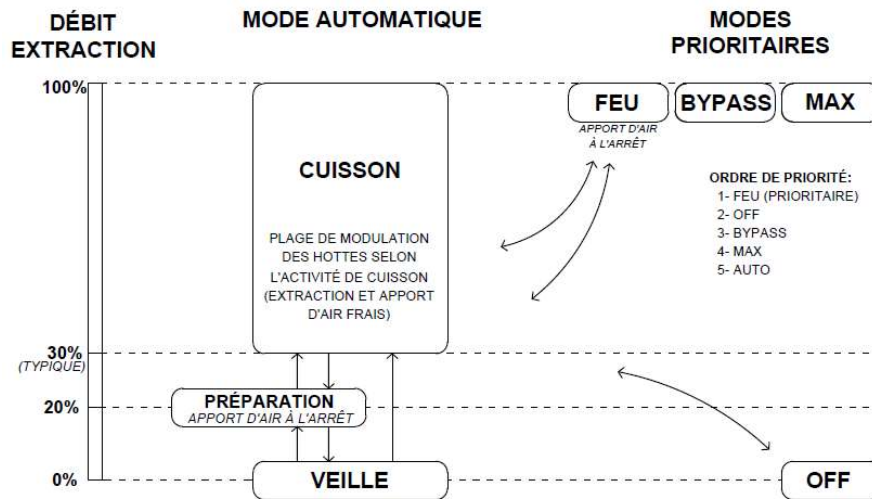 DÉBIT
EXTRACTION
MODE AUTOMATIQUE
MODES
PRIORITAIRES
100%
FEU
BYPASS
MAX
APPORT D'AIR
À L'ARRÊT
CUISSON
ORDRE DE PRIORITÉ:
1- FEU (PRIORITAIRE)
2- OFF
3- BYPASS
4- MAX
5- AUTO
PLAGE DE MODULATION
DES HOTTES SELON
L'ACTIVITÉ DE CUISSON
(EXTRACTION ET APPORT
D'AIR FRAIS)
30%
(TYPIQUE)
PRÉPARATION
APPORT D'AIR À L'ARRÊT
20%
0%
VEILLE
OFF